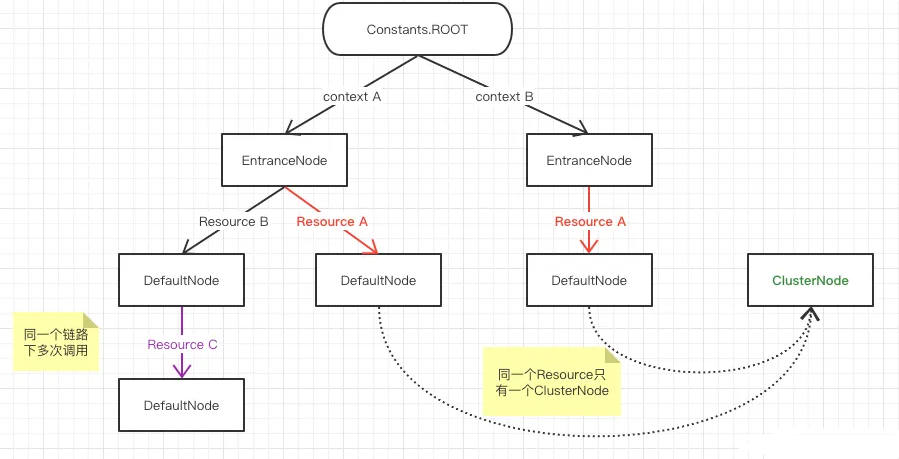 Constants.ROOT
context A
context B
EntranceNode
EntranceNode
Resource B
Resource A
Resource A
DefaultNode
DefaultNode
DefaultNode
ClusterNode
同一个链路
下多次调用
Resource C
同一个Resource只
有一个ClusterNode
DefaultNode